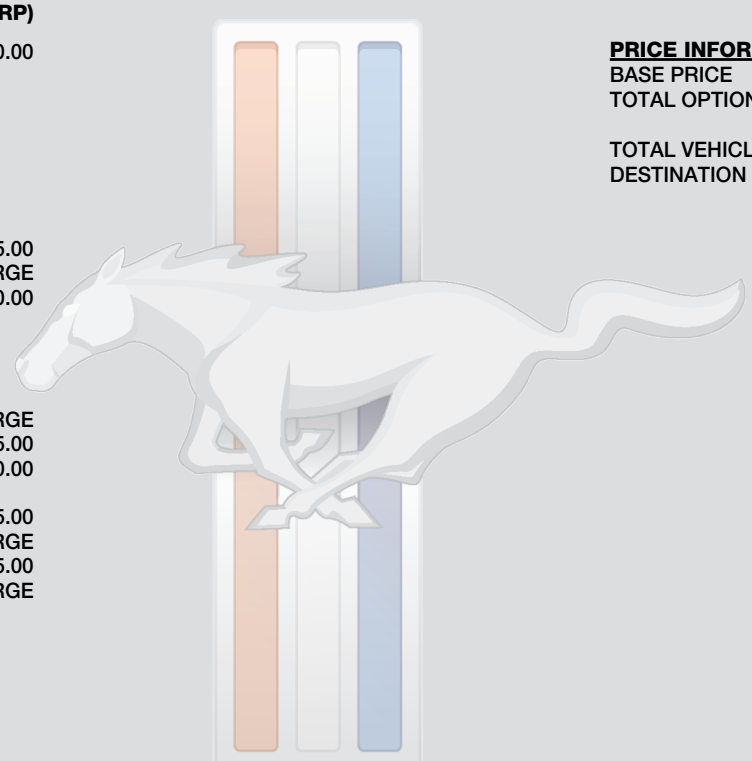 RP)
0.00
5.00
RGE
0.00
RGE
5.00
0.00
5.00
RGE
5.00
RGE
PRICE INFOR
BASE PRICE
TOTAL OPTION
TOTAL VEHICL
DESTINATION